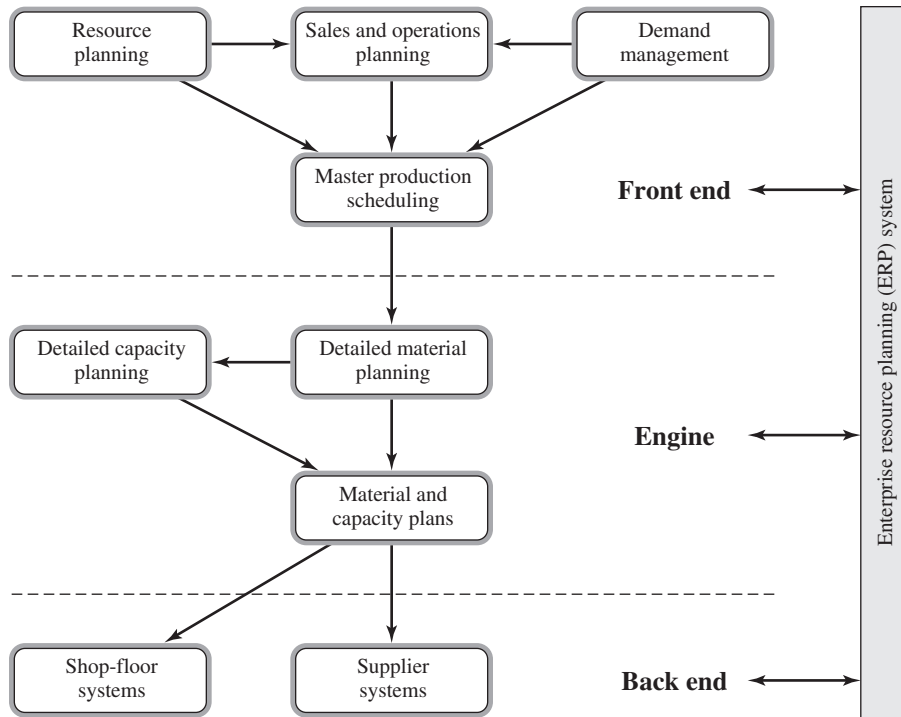 Resource
planning
Sales and operations
planning
Demand
management
Master production
scheduling
Front end
Detailed capacity
planning
Detailed material
planning
Engine
Material and
capacity plans
Shop-floor
systems
Supplier
systems
Back end
Enterprise resource planning (ERP) system